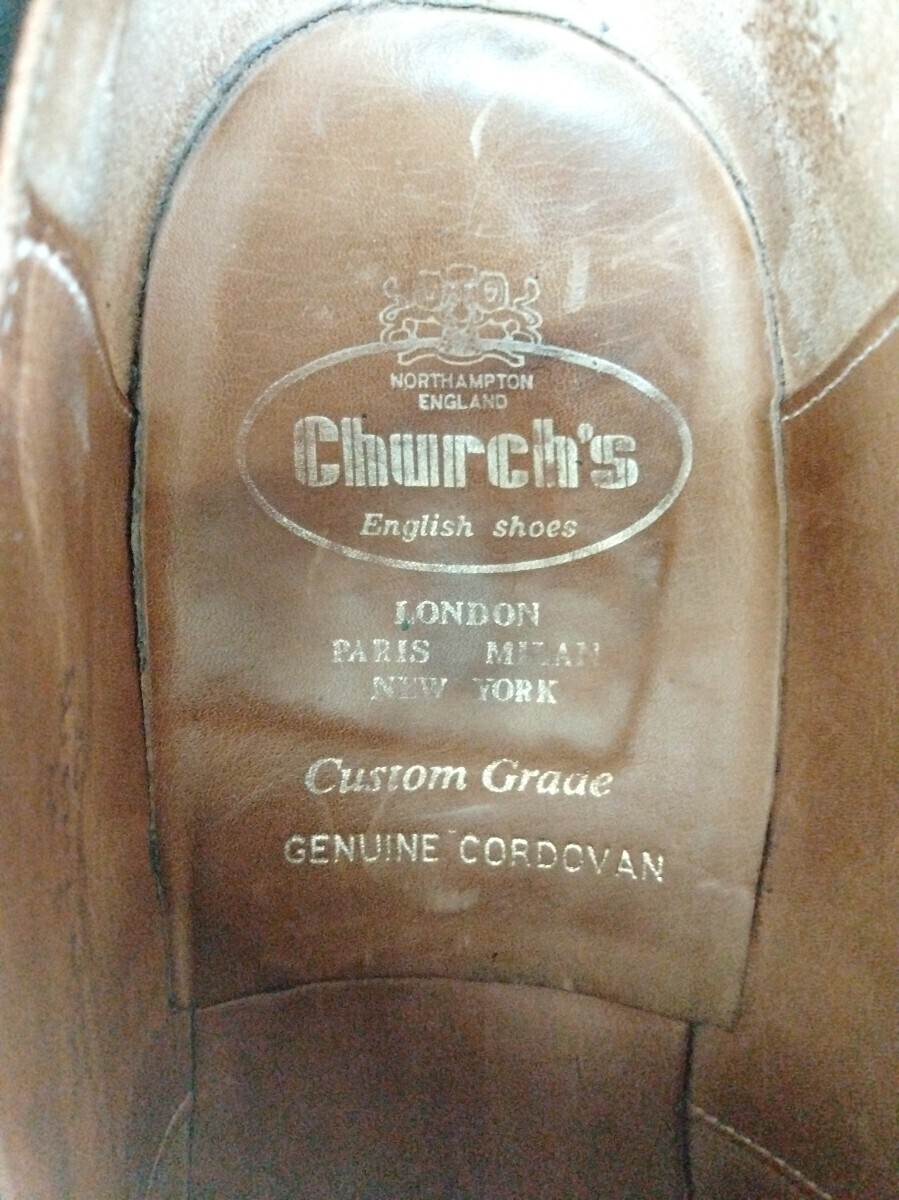 NORTHAMPTON
ENGLAND
Church's
English shoes
LONDON
PARIS MILAN
NEW YORK
Custom Grade
GENUINE CORDOVAN